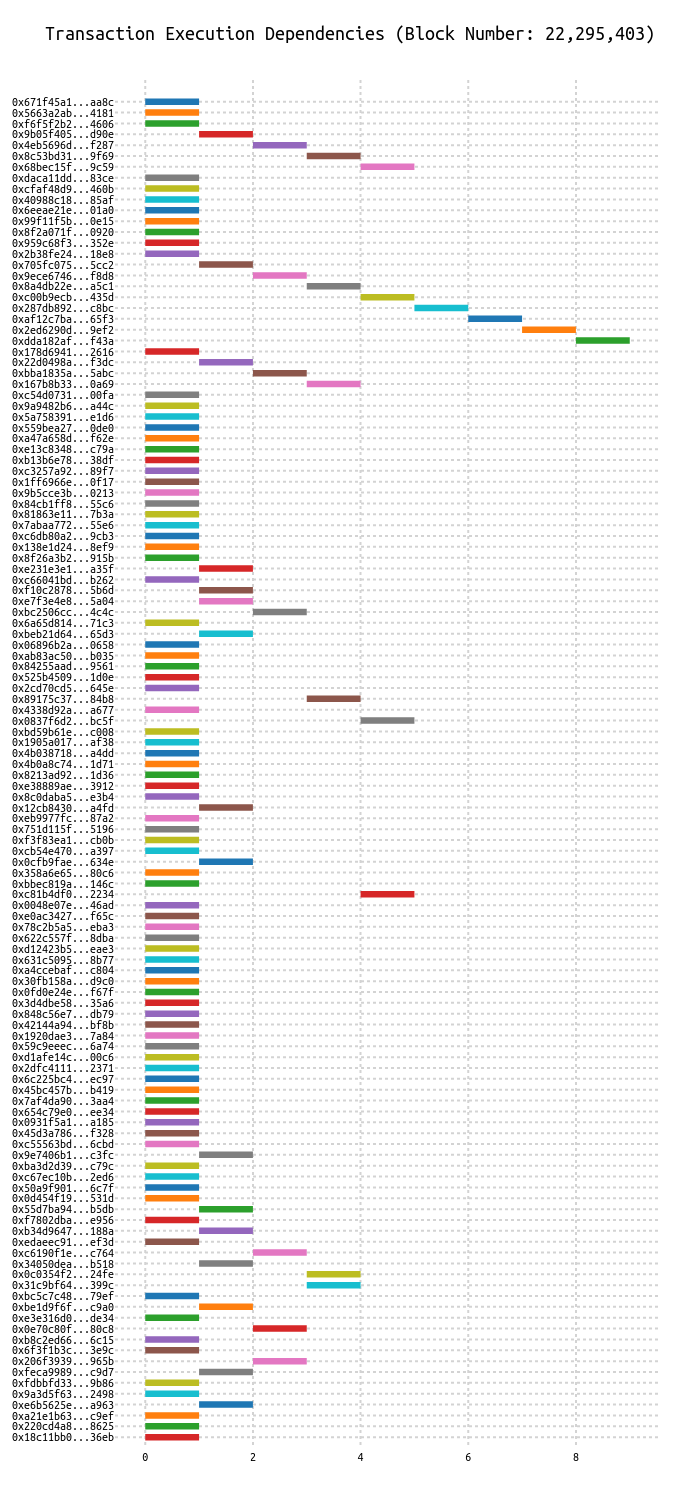 Transaction Execution Dependencies (Block Number: 22,295,403)
0x671f45a1...aa8c
0x5663a2ab...4181
0xf6f5f2b2...4606
0x9b05f405...d90e
0x4eb5696d...f287
0x8c53bd31...9f69
0x68bec15f...9c59
0xdaca11dd...83ce
0xcfaf48d9...460b
0x40988c18...85af
0x6eeae21e...01a0
0x99f11f5b...0e15
0x8f2a071f...0920
0x959c68f3...352e
0x2b38fe24...18e8
0x705fc075...5cc2
0x9ece6746...f8d8
0x8a4db22e...a5c1
0xc00b9ecb...435d
0x287db892...c8bc
0xaf12c7ba...65f3
0x2ed6290d...9ef2
0xdda182af...f43a
0x178d6941...2616
0x22d0498a...f3dc
0xbba1835a...5abc
0x167b8b33...0a69
0xc54d0731...00fa
0x9a9482b6...a44c
0x5a758391...e1d6
0x559bea27...0de0
0xa47a658d...f62e
0xe13c8348...c79a
0xb13b6e78...38df
0xc3257a92...89f7
0x1ff6966e...0f17
0x9b5cce3b...0213
0x84cb1ff8...55c6
0x81863e11...7b3a
0x7abaa772...55e6
0xc6db80a2...9cb3
0x138e1d24...8ef9
0x8f26a3b2...915b
0xe231e3e1...a35f
0xc66041bd...b262
0xf10c2878...5b6d
0xe7f3e4e8...5a04
0xbc2506cc...4c4c
0x6a65d814...71c3
0xbeb21d64...65d3
0x06896b2a...0658
0xab83ac50...b035
0x84255aad...9561
0x525b4509...1d0e
0x2cd70cd5...645e
0x89175c37...84b8
0x4338d92a...a677
0x0837f6d2...bc5f
0xbd59b61e...c008
0x1905a017...af38
0x4b038718...a4dd
0x4b0a8c74...1d71
0x8213ad92...1d36
0xe38889ae...3912
0x8c0daba5...e3b4
0x12cb8430...a4fd
0xeb9977fc...87a2
0x751d115f...5196
0xf3f83ea1...cb0b
0xcb54e470...a397
0x0cfb9fae...634e
0x358a6e65...80c6
0xbbec819a...146c
0xc81b4df0...2234
0x0048e07e...46ad
0xe0ac3427...f65c
0x78c2b5a5...eba3
0x622c557f...8dba
0xd12423b5...eae3
0x631c5095...8b77
0xa4ccebaf...c804
0x30fb158a...d9c0
0x0fd0e24e...f67f
0x3d4dbe58...35a6
0x848c56e7...db79
0x42144a94...bf8b
0x1920dae3...7a84
0x59c9eeec...6a74
0xd1afe14c...00c6
0x2dfc4111...2371
0x6c225bc4...ec97
0x45bc457b...b419
0x7af4da90...3aa4
0x654c79e0...ee34
0x0931f5a1...a185
0x45d3a786...f328
0xc55563bd...6cbd
0x9e7406b1...c3fc
0xba3d2d39...c79c
0xc67ec10b...2ed6
0x50a9f901...6c7f
0x0d454f19...531d
0x55d7ba94...b5db
0xf7802dba...e956
0xb34d9647...188a
0xedaeec91...ef3d
0xc6190f1e...c764
0x34050dea...b518
0x0c0354f2...24fe
0x31c9bf64...399c
0xbc5c7c48...79ef
0xbe1d9f6f...c9a0
0xe3e316d0...de34
0x0e70c80f...80c8
0xb8c2ed66...6c15
0x6f3f1b3c...3e9c
0x206f3939...965b
0xfeca9989...c9d7
0xfdbbfd33...9b86
0x9a3d5f63...2498
0xe6b5625e...a963
0xa21e1b63...c9ef
0x220cd4a8...8625
0x18c11bb0...36eb
0 2 4 6 8